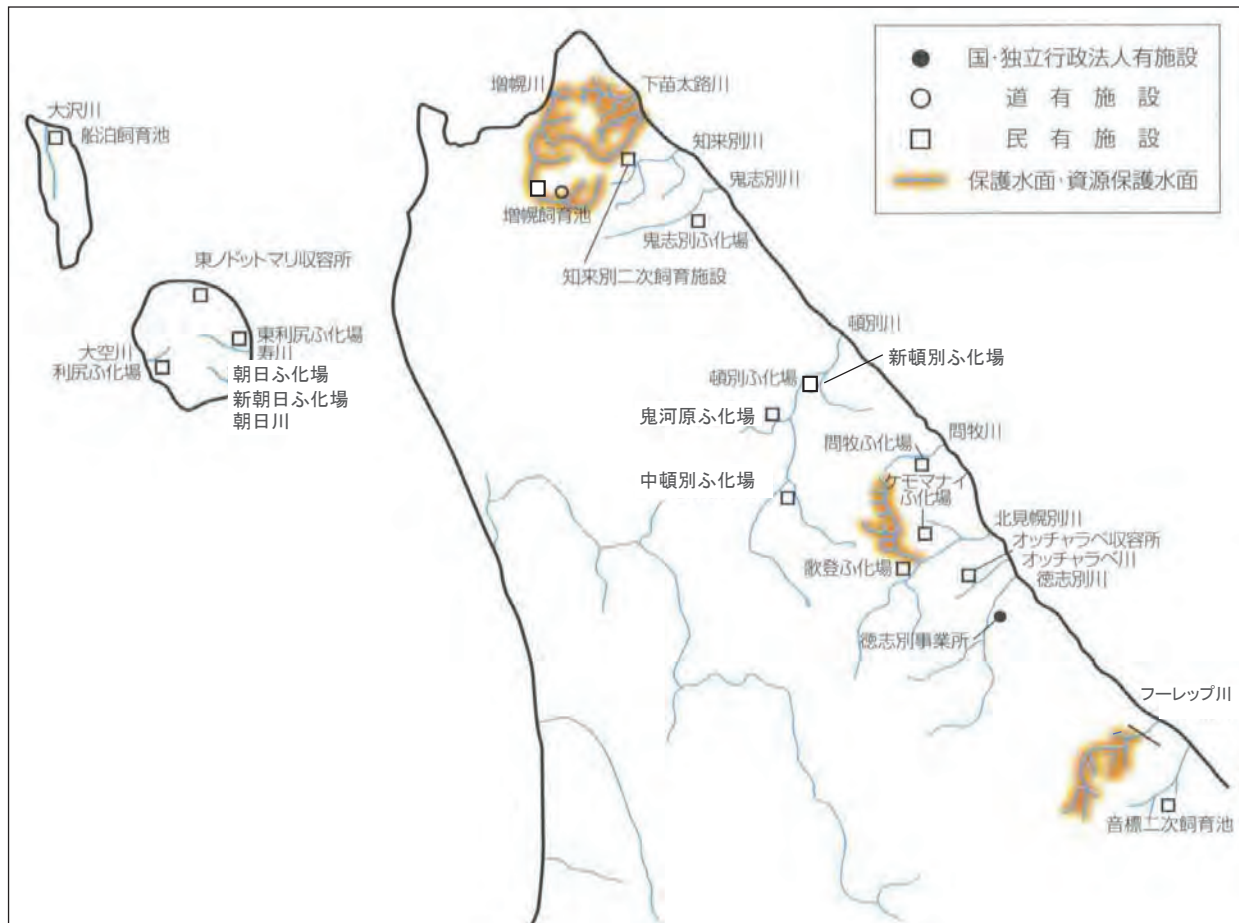 国・独立行政法人有施設
道有施設
民有施設
保護水面・資源保護水面
増幌川
下苗太路川
大沢川
船泊飼育池
知来別川
鬼志別川
増幌飼育池
鬼志別ふ化場
知来別二次飼育施設
東ノドットマリ収容所
東利尻ふ化場
寿川
大空川
利尻ふ化場
朝日ふ化場
新朝日ふ化場
朝日川
頓別川
新頓別ふ化場
頓別ふ化場
鬼河原ふ化場
問牧川
問牧ふ化場
ケモマナイ
ふ化場
中頓別ふ化場
北見幌別川
オッチャラベ収容所
オッチャラベ川
徳志別川
歌登ふ化場
徳志別事業所
フーレップ川
音標二次飼育池